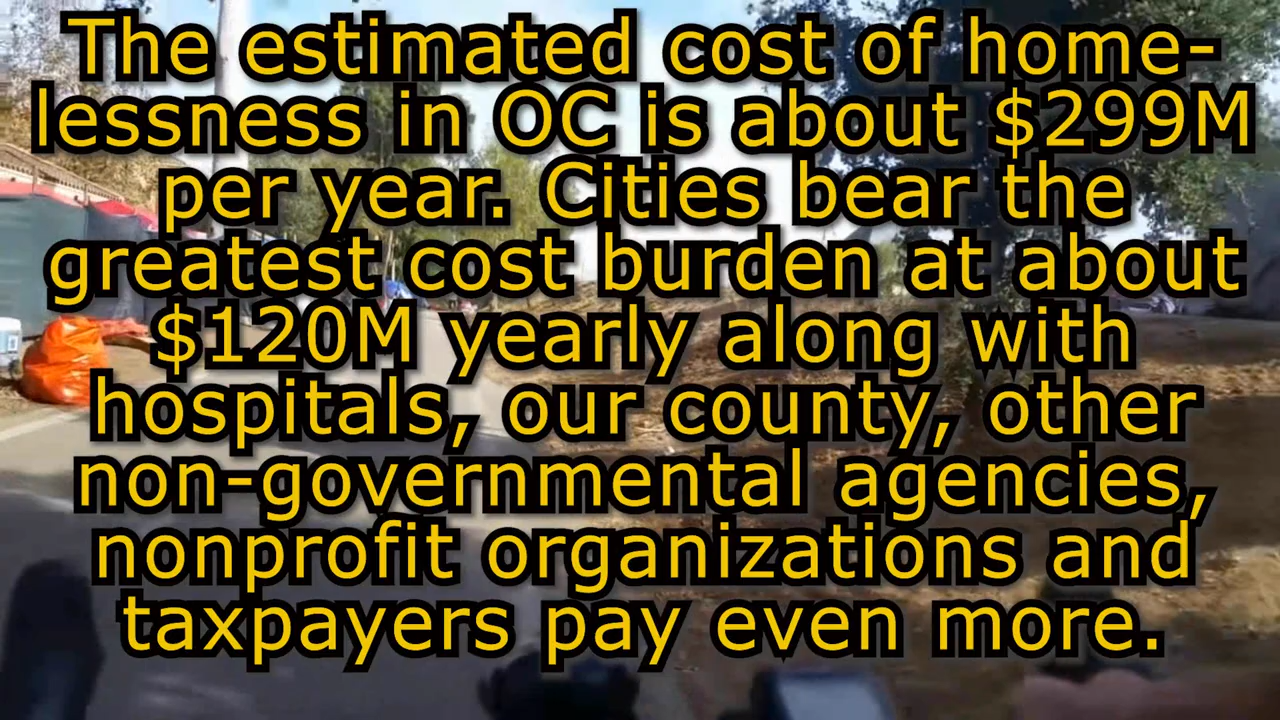 The estimated cost of home-
lessness in OC is about $299M
per year. Cities bear the
greatest cost burden at about
$120M yearly along with
hospitals, our county, other
non-governmental agencies,
nonprofit organizations and
taxpayers pay even more.